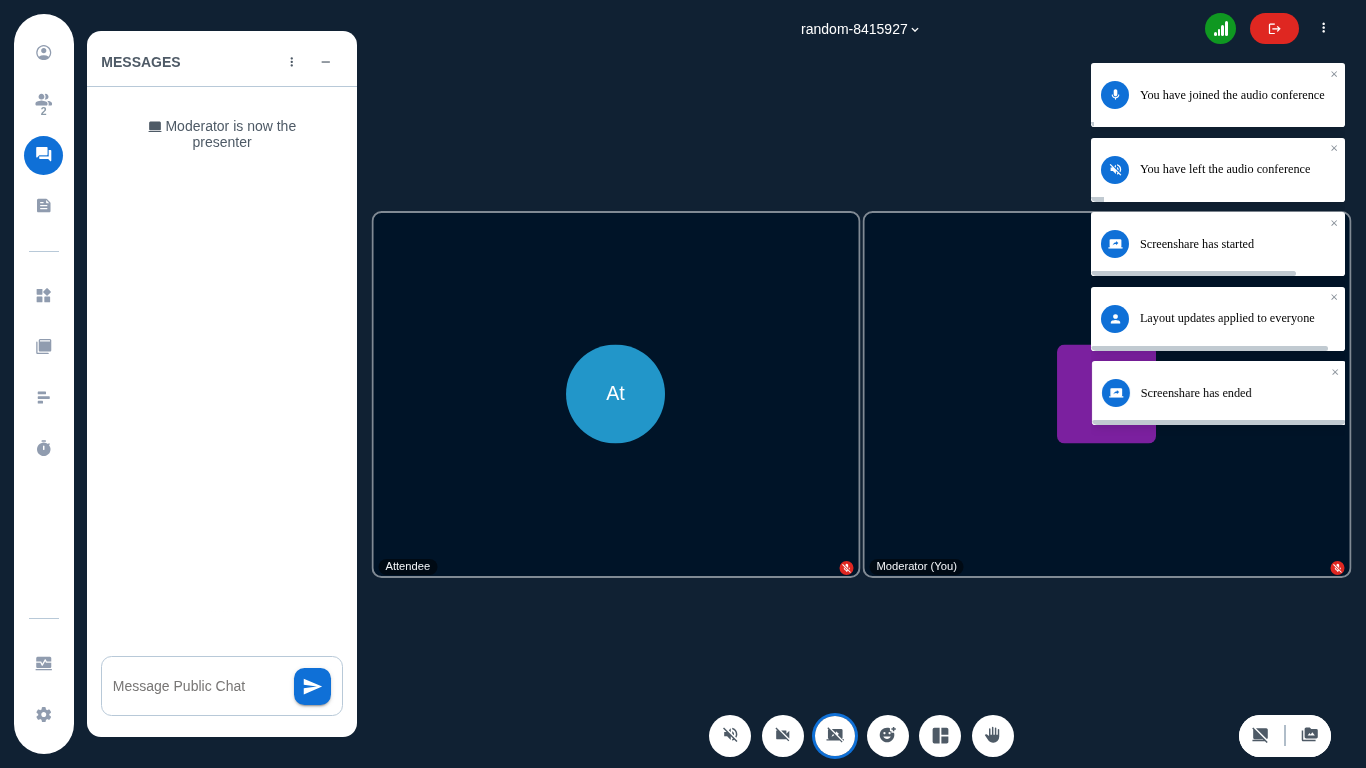 random-8415927
2
MESSAGES
Moderator is now the
presenter
You have joined the audio conference
You have left the audio conference
Screenshare has started
Layout updates applied to everyone
Screenshare has ended
At
Attendee
Moderator (You)
Message Public Chat